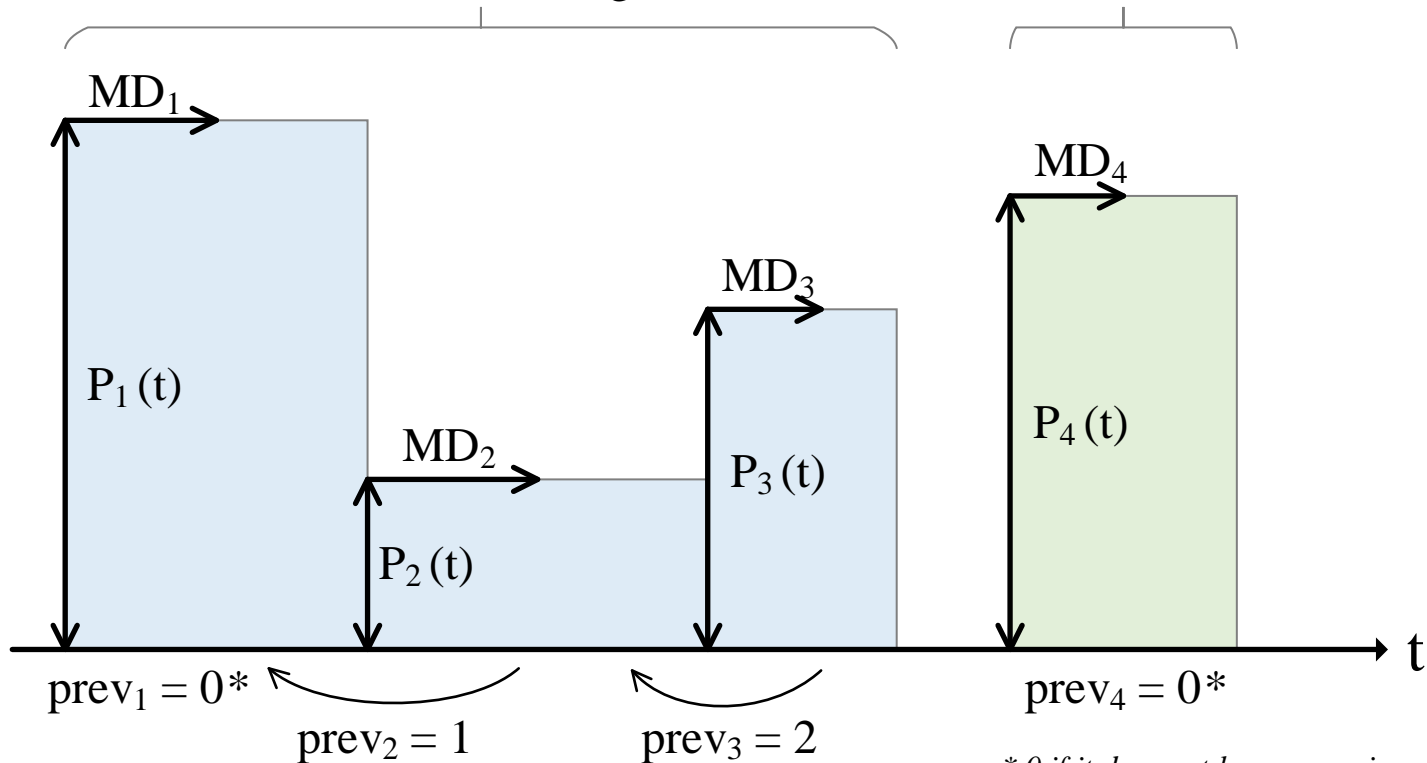 MD₁
MD₄
MD₃
P₁ (t)
P₄ (t)
MD₂
P₃ (t)
P₂ (t)
t
prev₁ = 0*
prev₄ = 0*
prev₂ = 1
prev₃ = 2